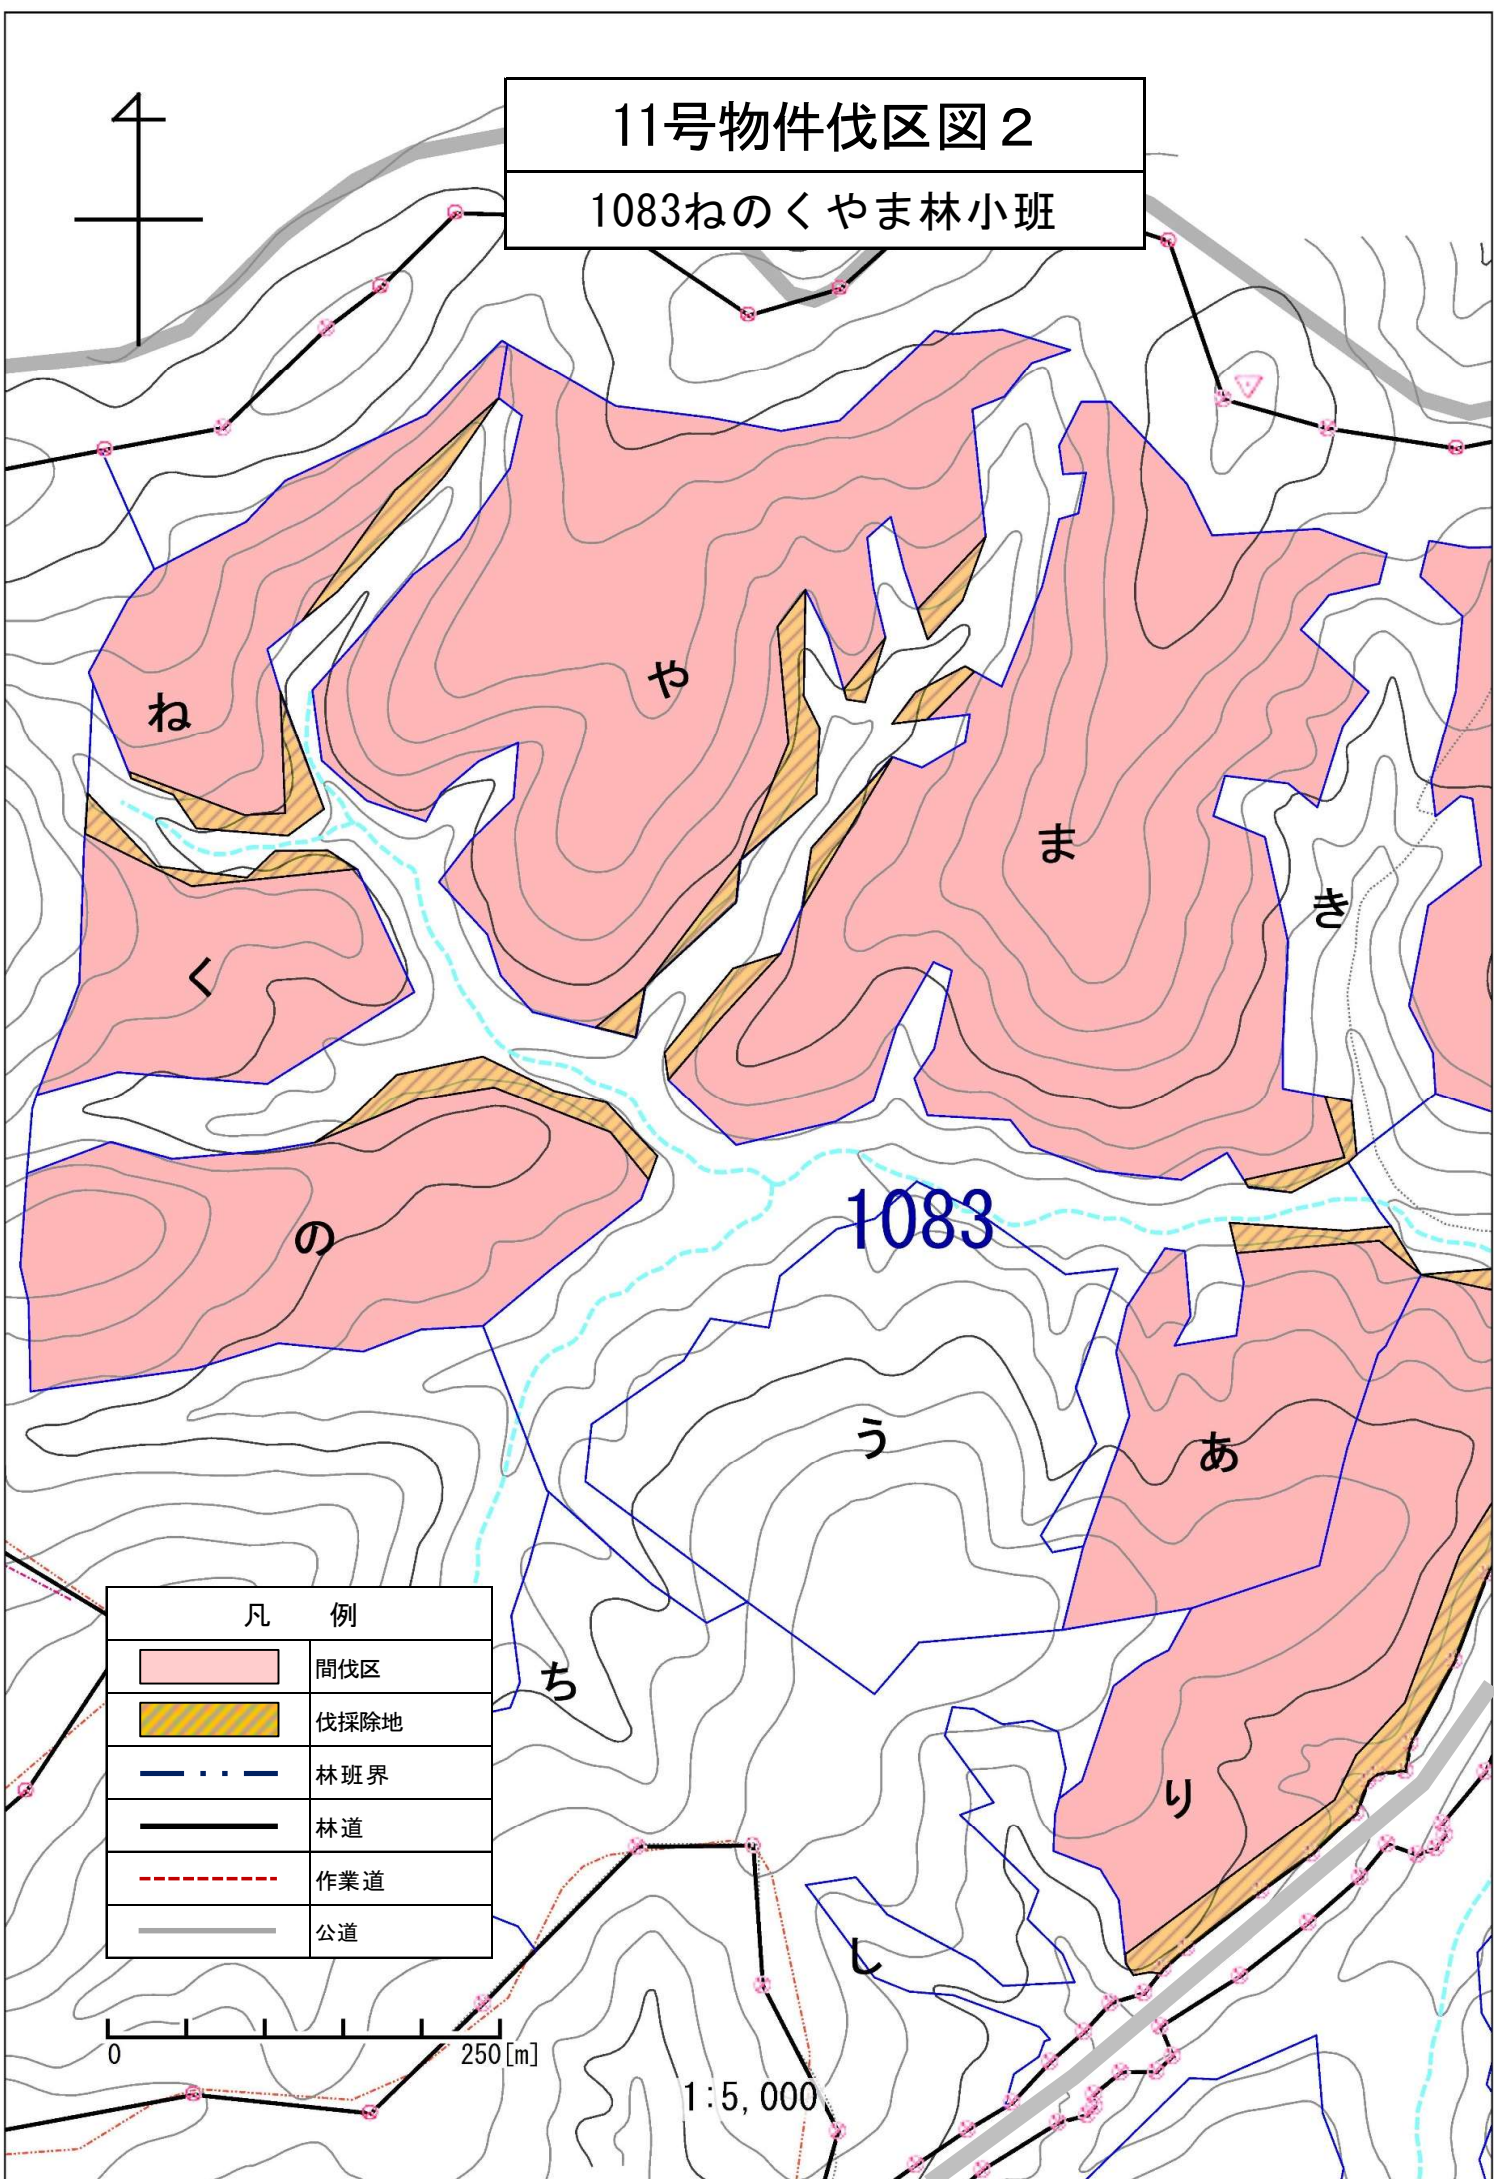 11号物件伐区図２
1083ねのくやま林小班
や
ね
ま
き
く
1083
の
う
あ
ち
り
し
凡 例
間伐区
伐採除地
林班界
林道
作業道
公道
0 250[m]
1:5,000